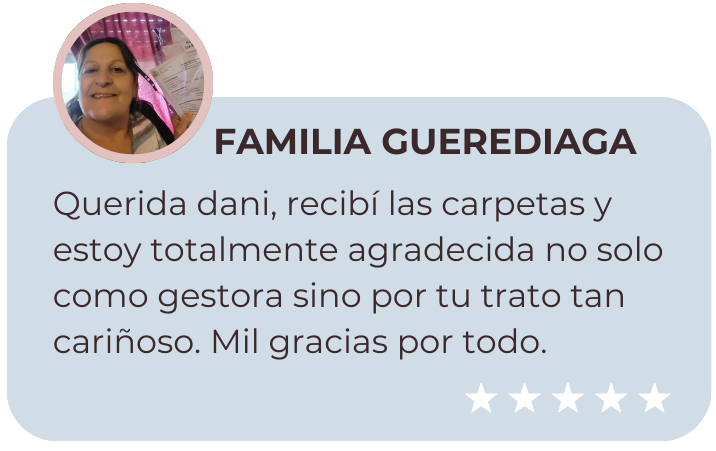 FAMILIA GUEREDIAGA
Querida dani, recibí las carpetas y
estoy totalmente agradecida no solo
como gestora sino por tu trato tan
cariñoso. Mil gracias por todo.